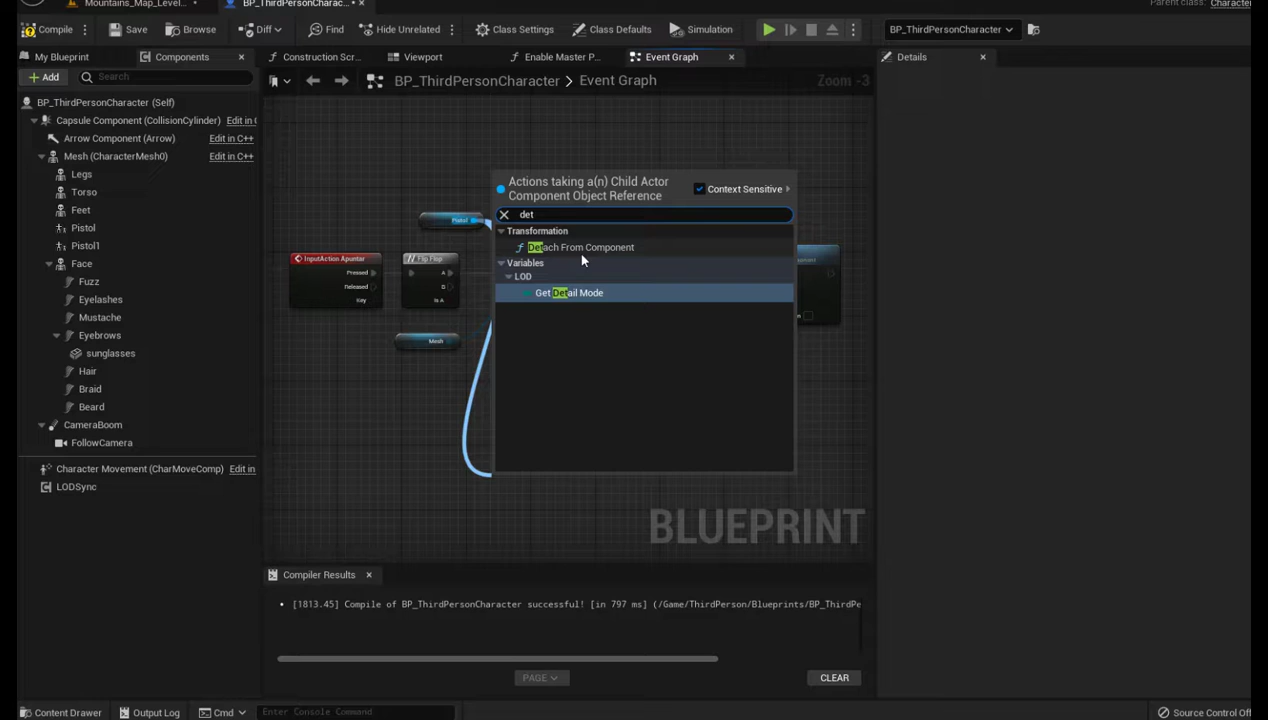 Mountains_Map_Level...
BP_ThirdPersonCharac...
Parent class: Character
Compile
Save
Browse
Diff
Find
Hide Unrelated
Class Settings
Class Defaults
Simulation
BP_ThirdPersonCharacter
My Blueprint
Components
Construction Scr...
Viewport
Enable Master P...
Event Graph
Details
Add
Search
BP_ThirdPersonCharacter > Event Graph
Zoom -3
BP_ThirdPersonCharacter (Self)
Capsule Component (CollisionCylinder)
Edit in C
Arrow Component (Arrow)
Edit in C++
Mesh (CharacterMesh0)
Edit in C++
Legs
Torso
Feet
Pistol
Pistol1
Face
Fuzz
Eyelashes
Mustache
Eyebrows
sunglasses
Hair
Braid
Beard
CameraBoom
FollowCamera
Character Movement (CharMoveComp)
Edit in
LODSync
Pistol
InputAction Apuntar
Pressed
Released
Key
Flip Flop
A
B
Is A
Mesh
Actions taking a(n) Child Actor
Component Object Reference
Context Sensitive
det
Transformation
f Detach From Component
Variables
LOD
Get Detail Mode
BLUEPRINT
Compiler Results
• [1813.45] Compile of BP_ThirdPersonCharacter successful! [in 797 ms] (/Game/ThirdPerson/Blueprints/BP_ThirdPe
PAGE
CLEAR
Content Drawer
Output Log
Cmd
Enter Console Command
Source Control Off